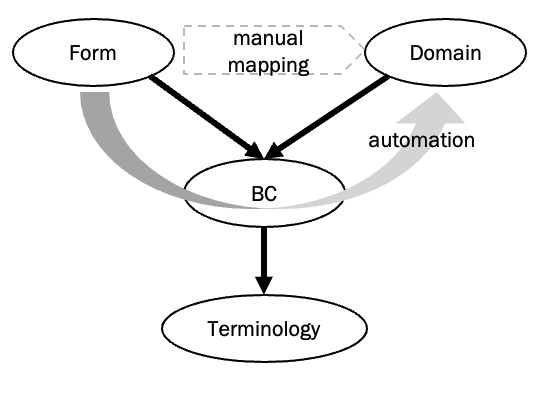 Form
manual
mapping
Domain
automation
BC
Terminology